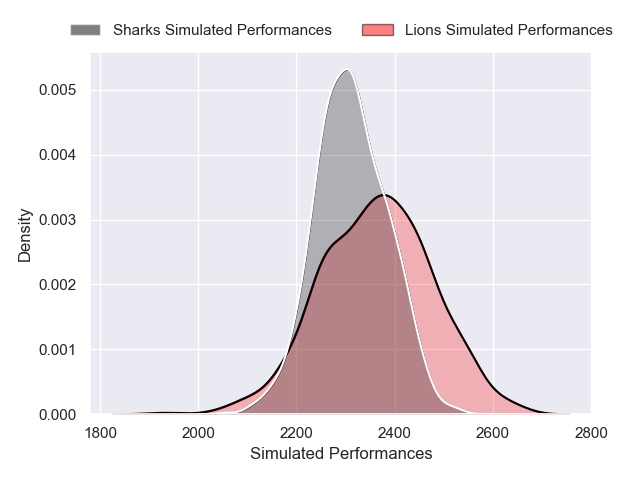 Sharks Simulated Performances Lions Simulated Performances
0.005
0.004
0.003
0.002
0.001
0.000
Density
1800 2000 2200 2400 2600 2800
Simulated Performances